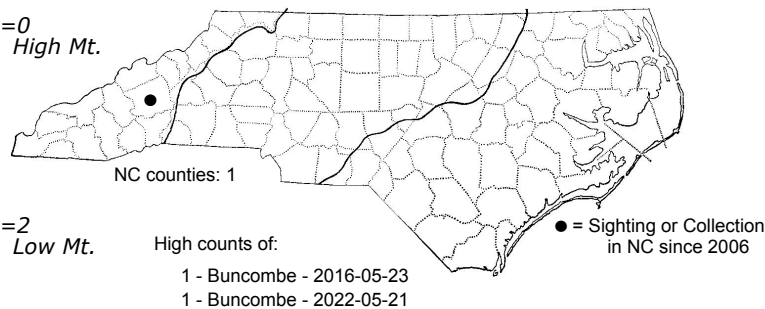 =0
High Mt.
NC counties: 1
=2
Low Mt.
High counts of:
1 - Buncombe - 2016-05-23
1 - Buncombe - 2022-05-21
● = Sighting or Collection
in NC since 2006